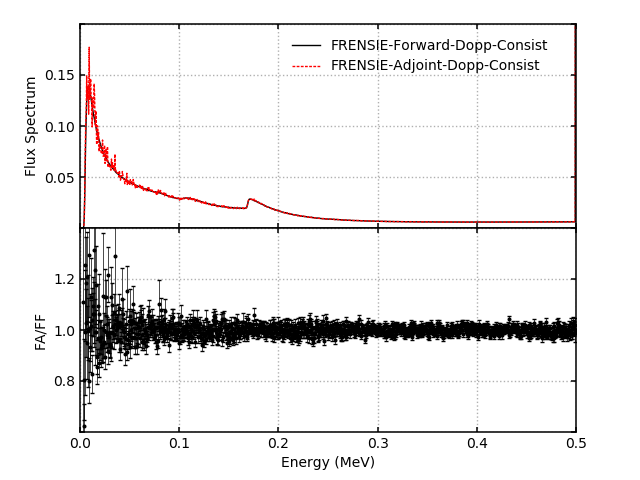 FRENSIE-Forward-Dopp-Consist
FRENSIE-Adjoint-Dopp-Consist
Flux Spectrum
0.15
0.10
0.05
FA/FF
1.2
1.0
0.8
0.0 0.1 0.2 0.3 0.4 0.5
Energy (MeV)